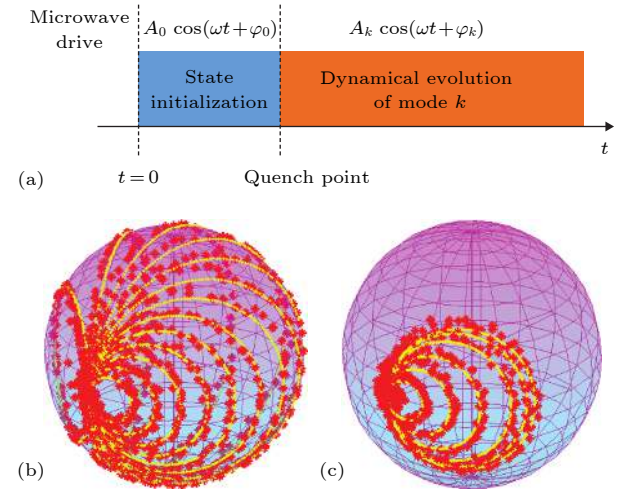 Microwave
drive
A₀ cos(ωt+φ₀)
Aₖ cos(ωt+φₖ)
State
initialization
Dynamical evolution
of mode k
t
(a)
t=0
Quench point
(b)
(c)